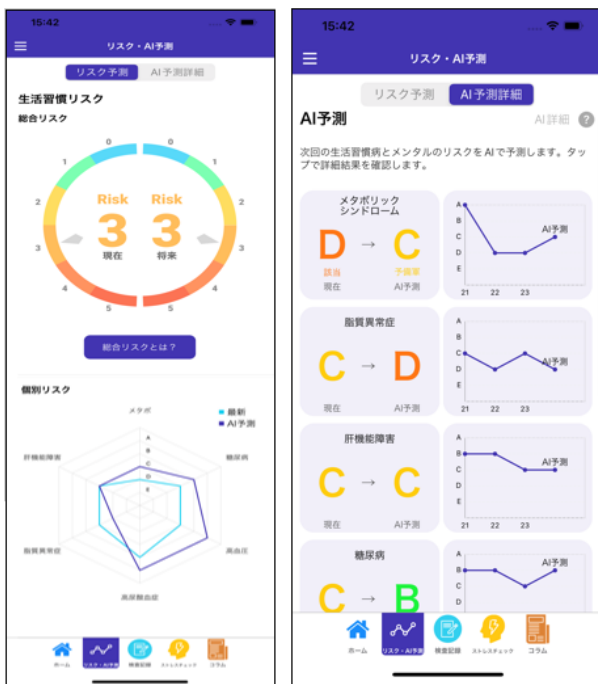 15:42
リスク・AI予測
リスク予測 AI予測詳細
生活習慣リスク
総合リスク
0 0
1 1
2 2
3 3
4 4
5 5
Risk Risk
3 3
現在 将来
総合リスクとは？
個別リスク
最新
AI予測
メタボ
糖尿病
高血圧
高尿酸血症
脂質異常症
肝機能障害
A
B
C
D
E
ホーム リスク・AI予測 検査記録 ストレスチェック コラム
15:42
リスク・AI予測
リスク予測 AI予測詳細
AI予測 AI詳細 ?
次回の生活習慣病とメンタルのリスクをAIで予測します。タッ
プで詳細結果を確認します。
メタボリック
シンドローム
D → C
該当 予備軍
現在 AI予測
A
B
C
D
E
AI予測
21 22 23
脂質異常症
C → D
現在 AI予測
A
B
C
D
E
AI予測
21 22 23
肝機能障害
C → C
現在 AI予測
A
B
C
D
E
AI予測
21 22 23
糖尿病
C → B
A
B
C
D
AI予測
ホーム リスク・AI予測 検査記録 ストレスチェック コラム